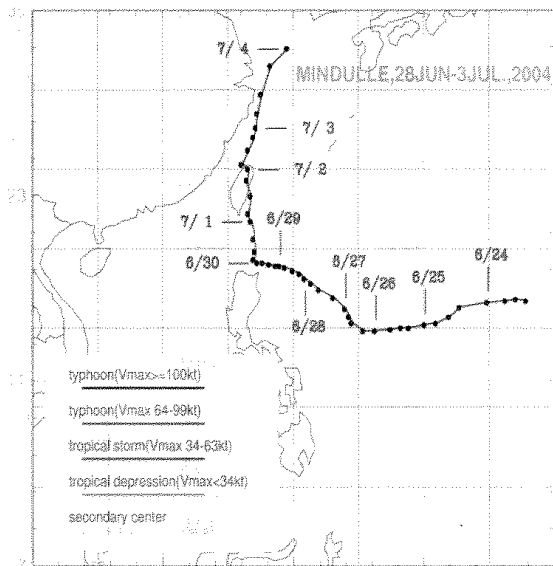 35
7/ 4
MINDULLE,28JUN-3JUL.,2004
7/ 3
7/ 2
7/ 1
6/29
6/30
6/27
6/24
6/26
6/25
6/28
typhoon(Vmax>=100kt)
typhoon(Vmax 64-99kt)
tropical storm(Vmax 34-63kt)
tropical depression(Vmax<34kt)
secondary center